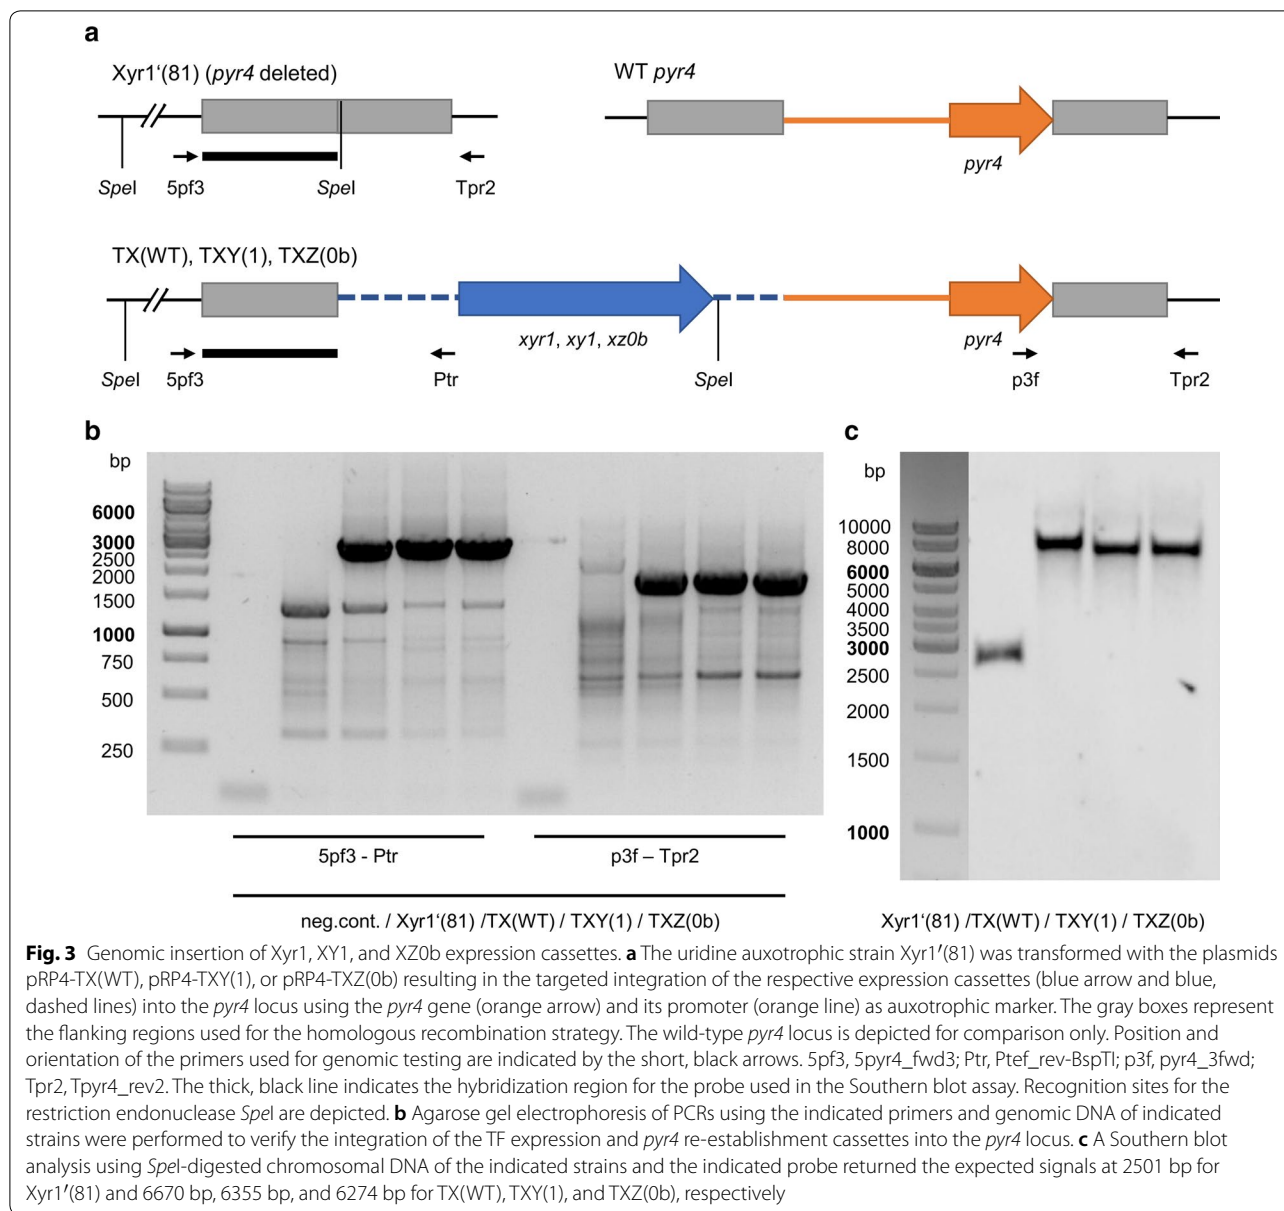 a
Xyr1‘(81) (pyr4 deleted)
WT pyr4
SpeI 5pf3 SpeI Tpr2
pyr4
TX(WT), TXY(1), TXZ(0b)
xyr1, xy1, xz0b
pyr4
SpeI 5pf3 Ptr SpeI p3f Tpr2
b
bp
6000
3000
2500
2000
1500
1000
750
500
250
5pf3 - Ptr p3f – Tpr2
neg.cont. / Xyr1‘(81) /TX(WT) / TXY(1) / TXZ(0b)
c
bp
10000
8000
6000
5000
4000
3500
3000
2500
2000
1500
1000
Xyr1‘(81) /TX(WT) / TXY(1) / TXZ(0b)
Fig. 3 Genomic insertion of Xyr1, XY1, and XZ0b expression cassettes. a The uridine auxotrophic strain Xyr1′(81) was transformed with the plasmids
pRP4-TX(WT), pRP4-TXY(1), or pRP4-TXZ(0b) resulting in the targeted integration of the respective expression cassettes (blue arrow and blue,
dashed lines) into the pyr4 locus using the pyr4 gene (orange arrow) and its promoter (orange line) as auxotrophic marker. The gray boxes represent
the flanking regions used for the homologous recombination strategy. The wild-type pyr4 locus is depicted for comparison only. Position and
orientation of the primers used for genomic testing are indicated by the short, black arrows. 5pf3, 5pyr4_fwd3; Ptr, Ptef_rev-BspTI; p3f, pyr4_3fwd;
Tpr2, Tpyr4_rev2. The thick, black line indicates the hybridization region for the probe used in the Southern blot assay. Recognition sites for the
restriction endonuclease SpeI are depicted. b Agarose gel electrophoresis of PCRs using the indicated primers and genomic DNA of indicated
strains were performed to verify the integration of the TF expression and pyr4 re-establishment cassettes into the pyr4 locus. c A Southern blot
analysis using SpeI-digested chromosomal DNA of the indicated strains and the indicated probe returned the expected signals at 2501 bp for
Xyr1′(81) and 6670 bp, 6355 bp, and 6274 bp for TX(WT), TXY(1), and TXZ(0b), respectively